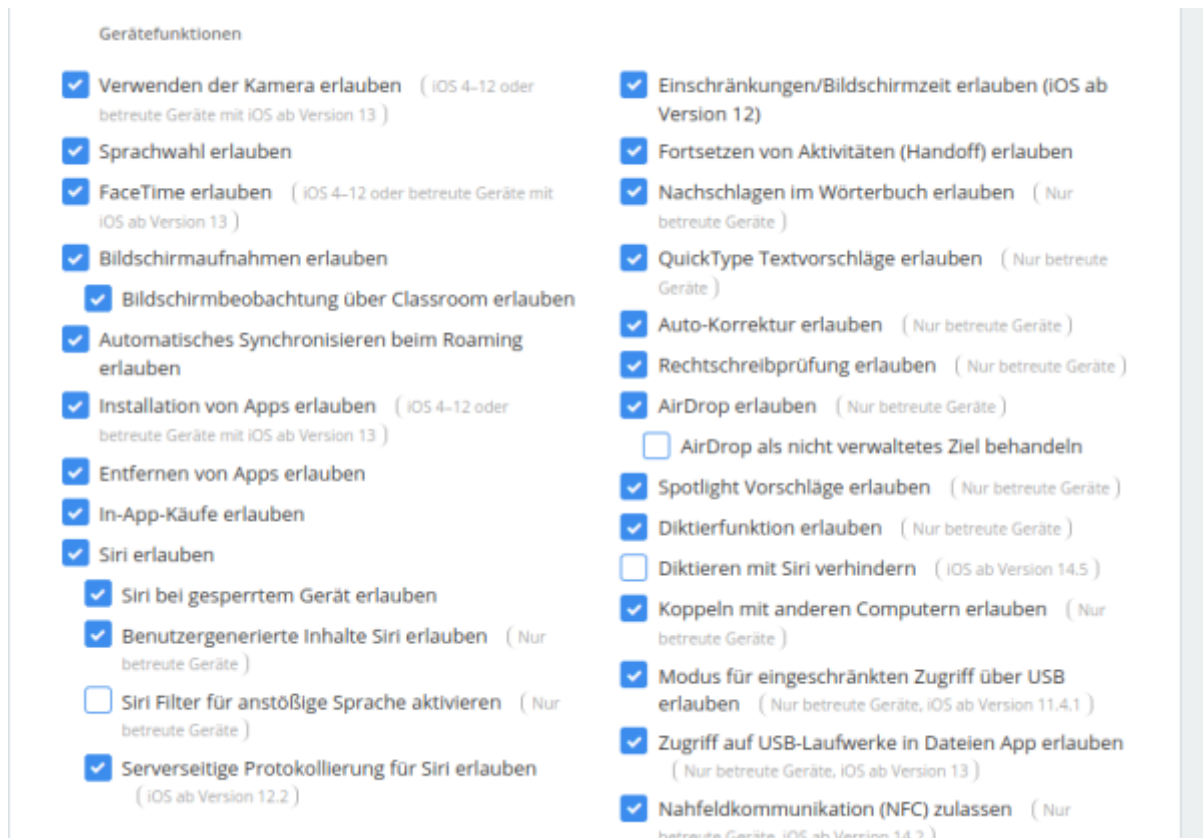 Gerätefunktionen
Verwenden der Kamera erlauben ( iOS 4–12 oder
betreute Geräte mit iOS ab Version 13 )
Sprachwahl erlauben
FaceTime erlauben ( iOS 4–12 oder betreute Geräte mit
iOS ab Version 13 )
Bildschirmaufnahmen erlauben
Bildschirmbeobachtung über Classroom erlauben
Automatisches Synchronisieren beim Roaming
erlauben
Installation von Apps erlauben ( iOS 4–12 oder
betreute Geräte mit iOS ab Version 13 )
Entfernen von Apps erlauben
In-App-Käufe erlauben
Siri erlauben
Siri bei gesperrtem Gerät erlauben
Benutzergenerierte Inhalte Siri erlauben ( Nur
betreute Geräte )
Siri Filter für anstößige Sprache aktivieren ( Nur
betreute Geräte )
Serverseitige Protokollierung für Siri erlauben
( iOS ab Version 12.2 )
Einschränkungen/Bildschirmzeit erlauben (iOS ab
Version 12)
Fortsetzen von Aktivitäten (Handoff) erlauben
Nachschlagen im Wörterbuch erlauben ( Nur
betreute Geräte )
QuickType Textvorschläge erlauben ( Nur betreute
Geräte )
Auto-Korrektur erlauben ( Nur betreute Geräte )
Rechtschreibprüfung erlauben ( Nur betreute Geräte )
AirDrop erlauben ( Nur betreute Geräte )
AirDrop als nicht verwaltetes Ziel behandeln
Spotlight Vorschläge erlauben ( Nur betreute Geräte )
Diktierfunktion erlauben ( Nur betreute Geräte )
Diktieren mit Siri verhindern ( iOS ab Version 14.5 )
Koppeln mit anderen Computern erlauben ( Nur
betreute Geräte )
Modus für eingeschränkten Zugriff über USB
erlauben ( Nur betreute Geräte, iOS ab Version 11.4.1 )
Zugriff auf USB-Laufwerke in Dateien App erlauben
( Nur betreute Geräte, iOS ab Version 13 )
Nahfeldkommunikation (NFC) zulassen ( Nur
betreute Geräte, iOS ab Version 14.2 )